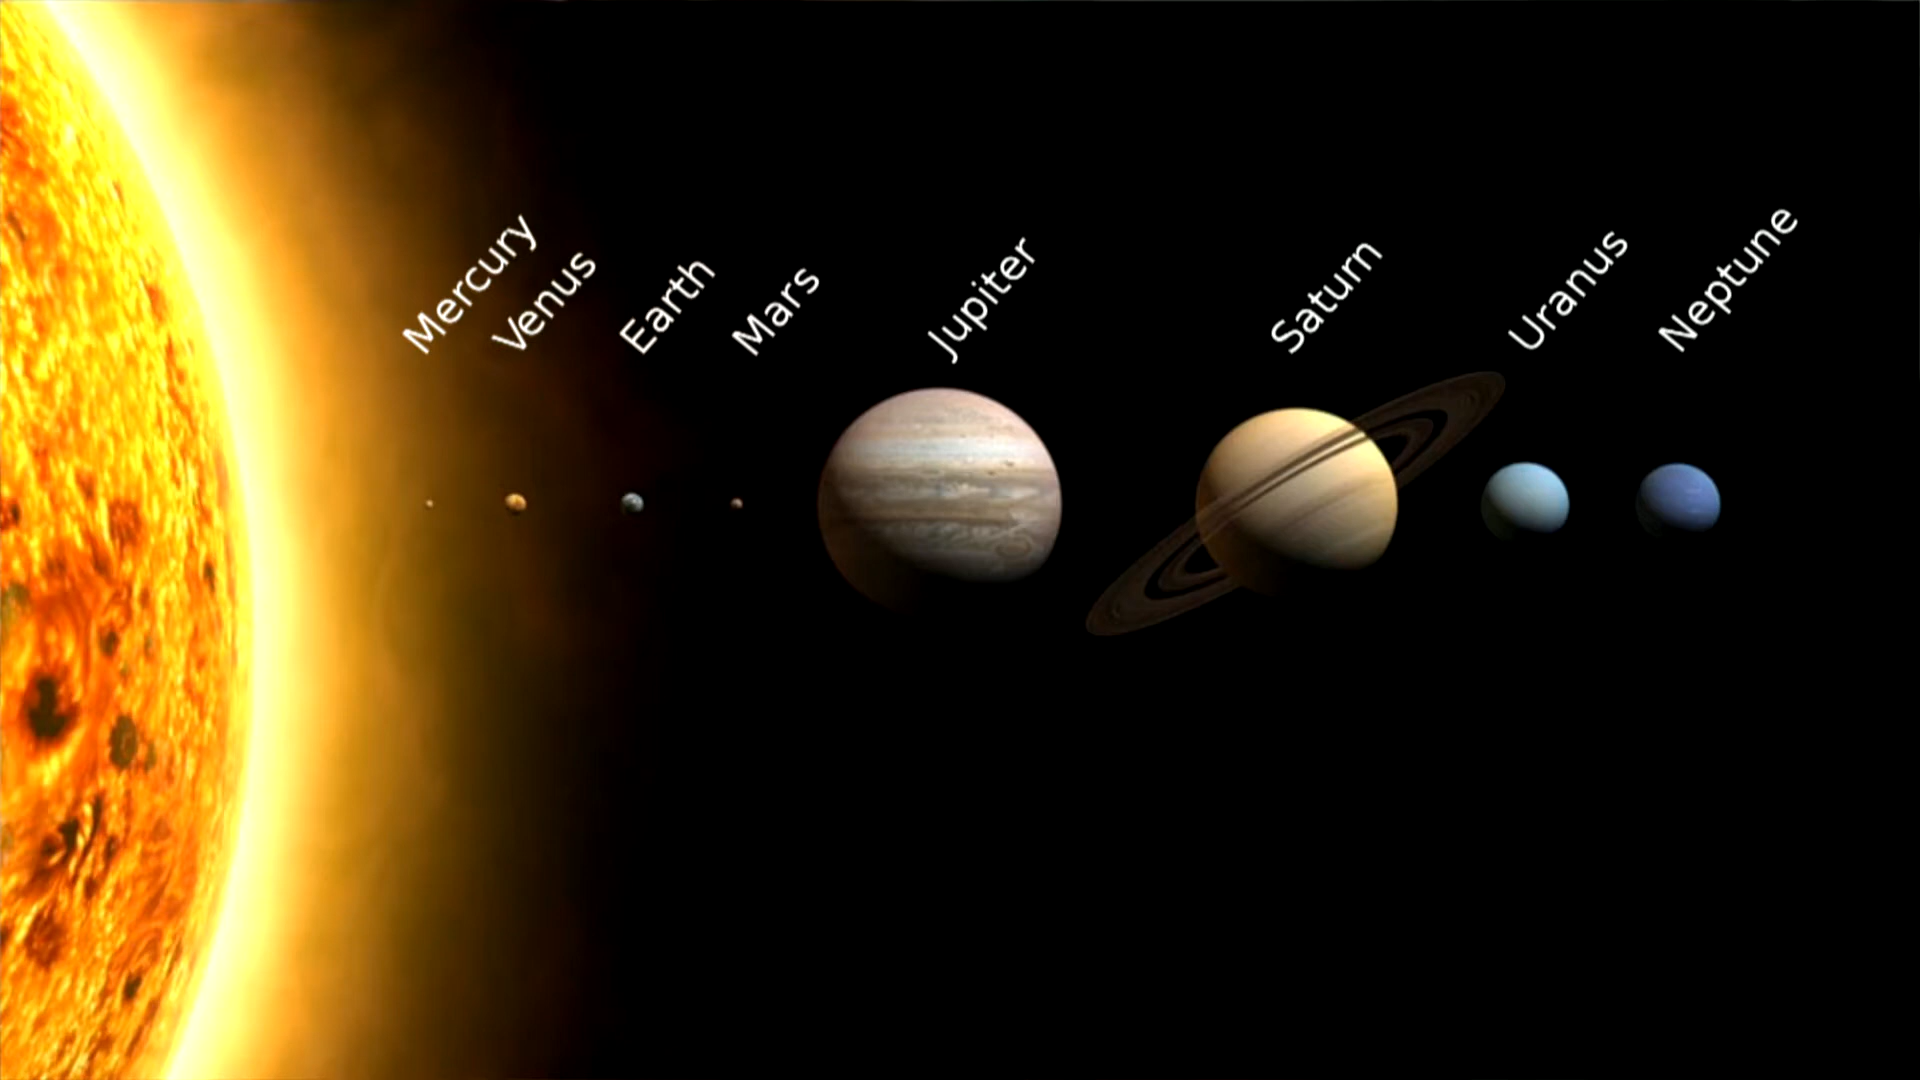 Mercury
Venus
Earth
Mars
Jupiter
Saturn
Uranus
Neptune